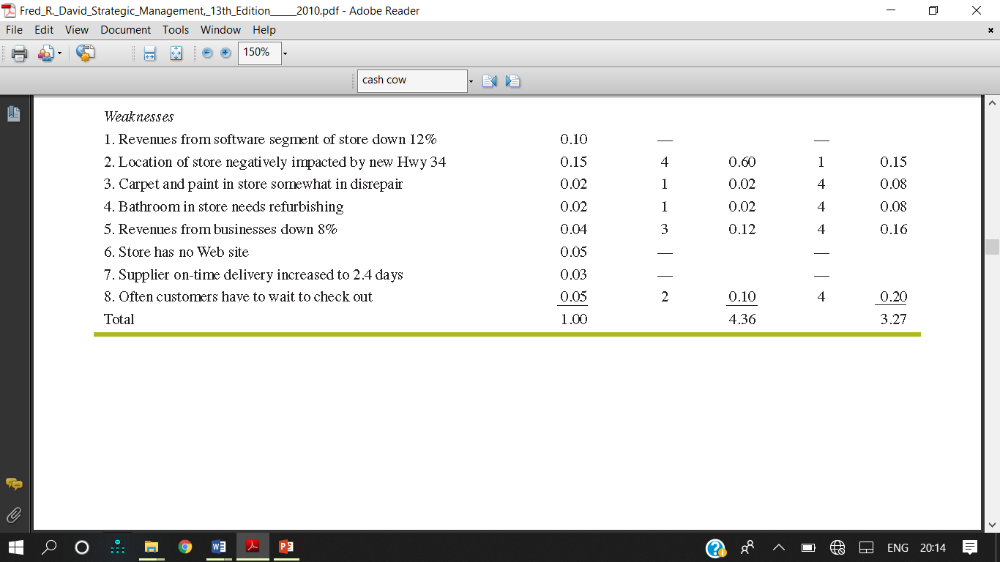 Fred_R._David_Strategic_Management,_13th_Edition_____2010.pdf - Adobe Reader
File Edit View Document Tools Window Help
150%
cash cow
Weaknesses
1. Revenues from software segment of store down 12% 0.10 — —
2. Location of store negatively impacted by new Hwy 34 0.15 4 0.60 1 0.15
3. Carpet and paint in store somewhat in disrepair 0.02 1 0.02 4 0.08
4. Bathroom in store needs refurbishing 0.02 1 0.02 4 0.08
5. Revenues from businesses down 8% 0.04 3 0.12 4 0.16
6. Store has no Web site 0.05 — —
7. Supplier on-time delivery increased to 2.4 days 0.03 — —
8. Often customers have to wait to check out 0.05 2 0.10 4 0.20
Total 1.00 4.36 3.27
ENG 20:14